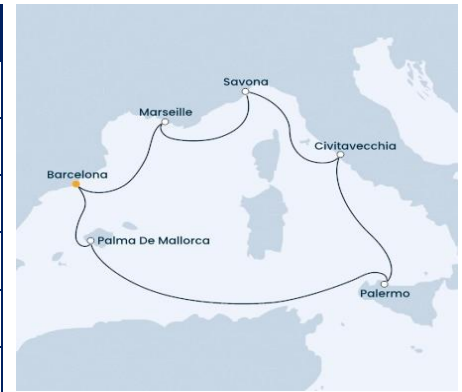 Savona
Marseille
Civitavecchia
Barcelona
Palma De Mallorca
Palermo